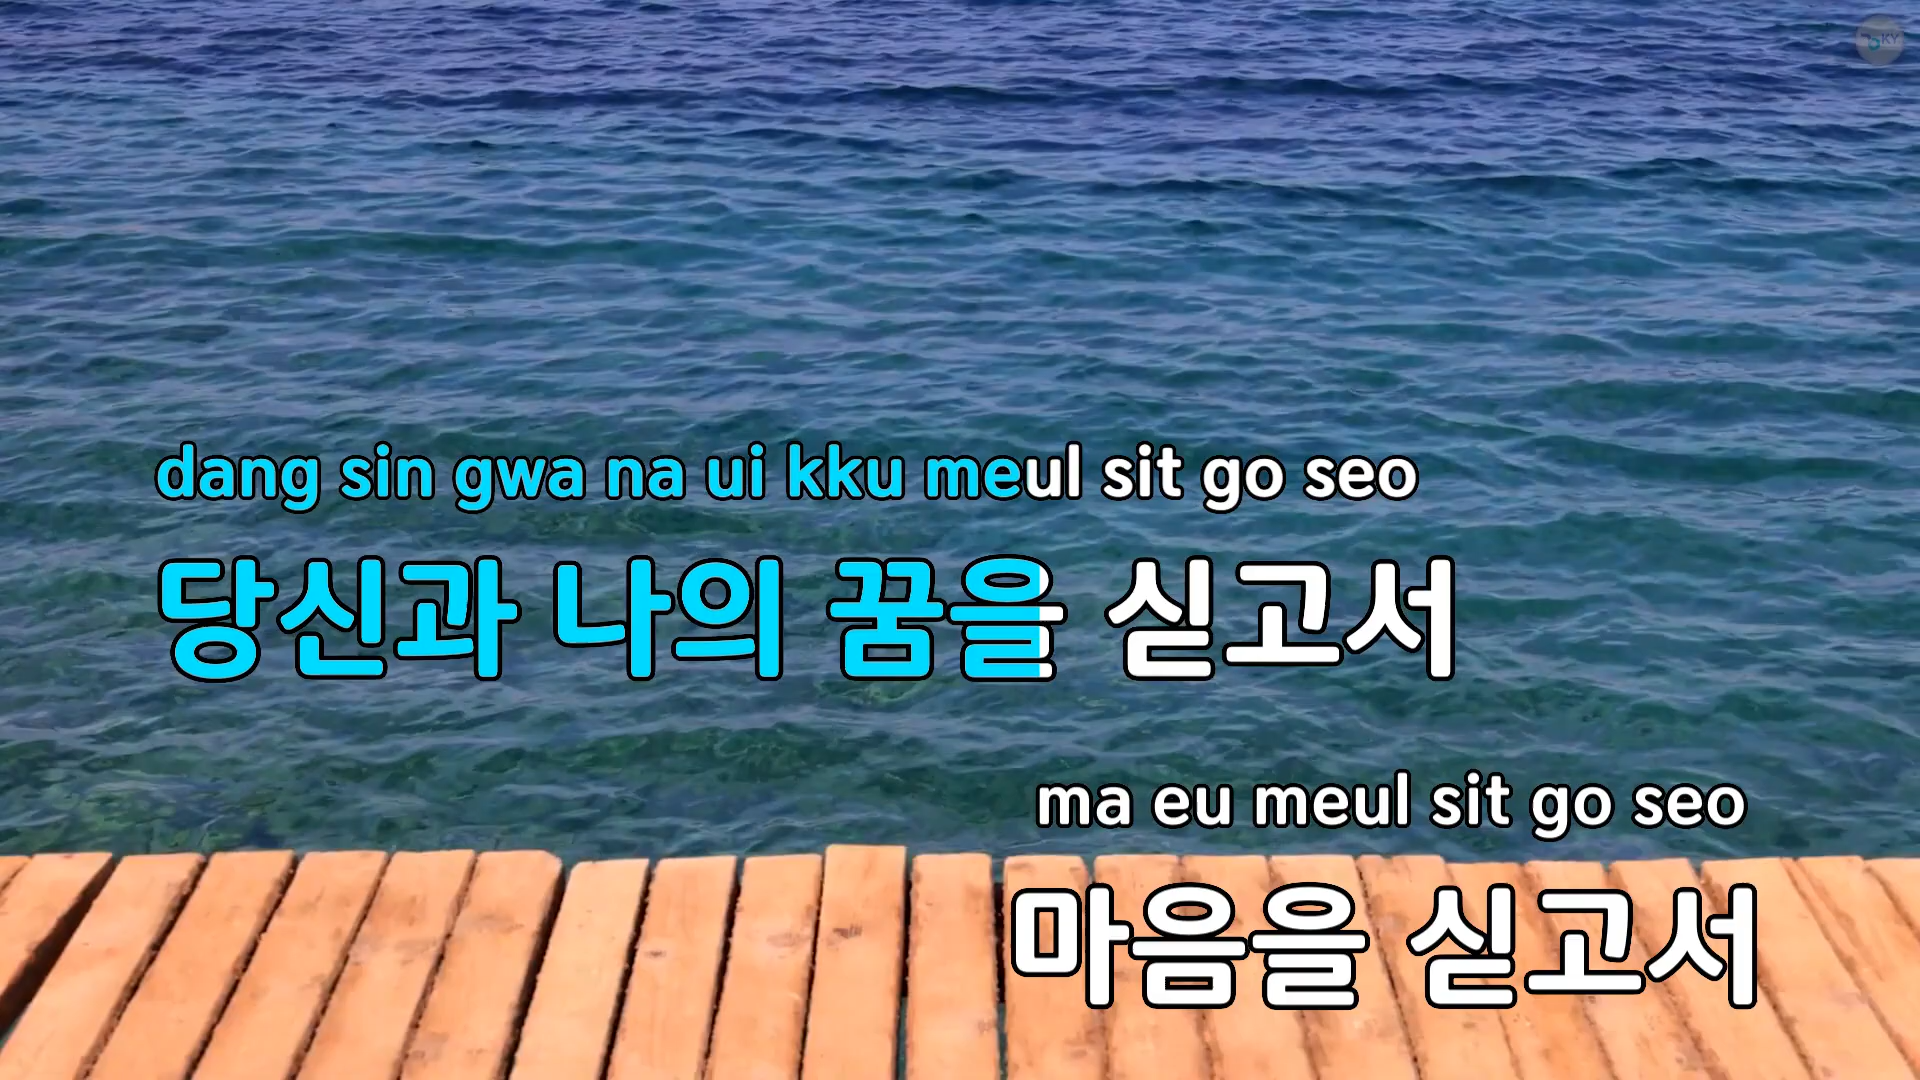 KY
dang sin gwa na ui kku meul sit go seo
당신과 나의 꿈을 싣고서
ma eu meul sit go seo
마음을 싣고서